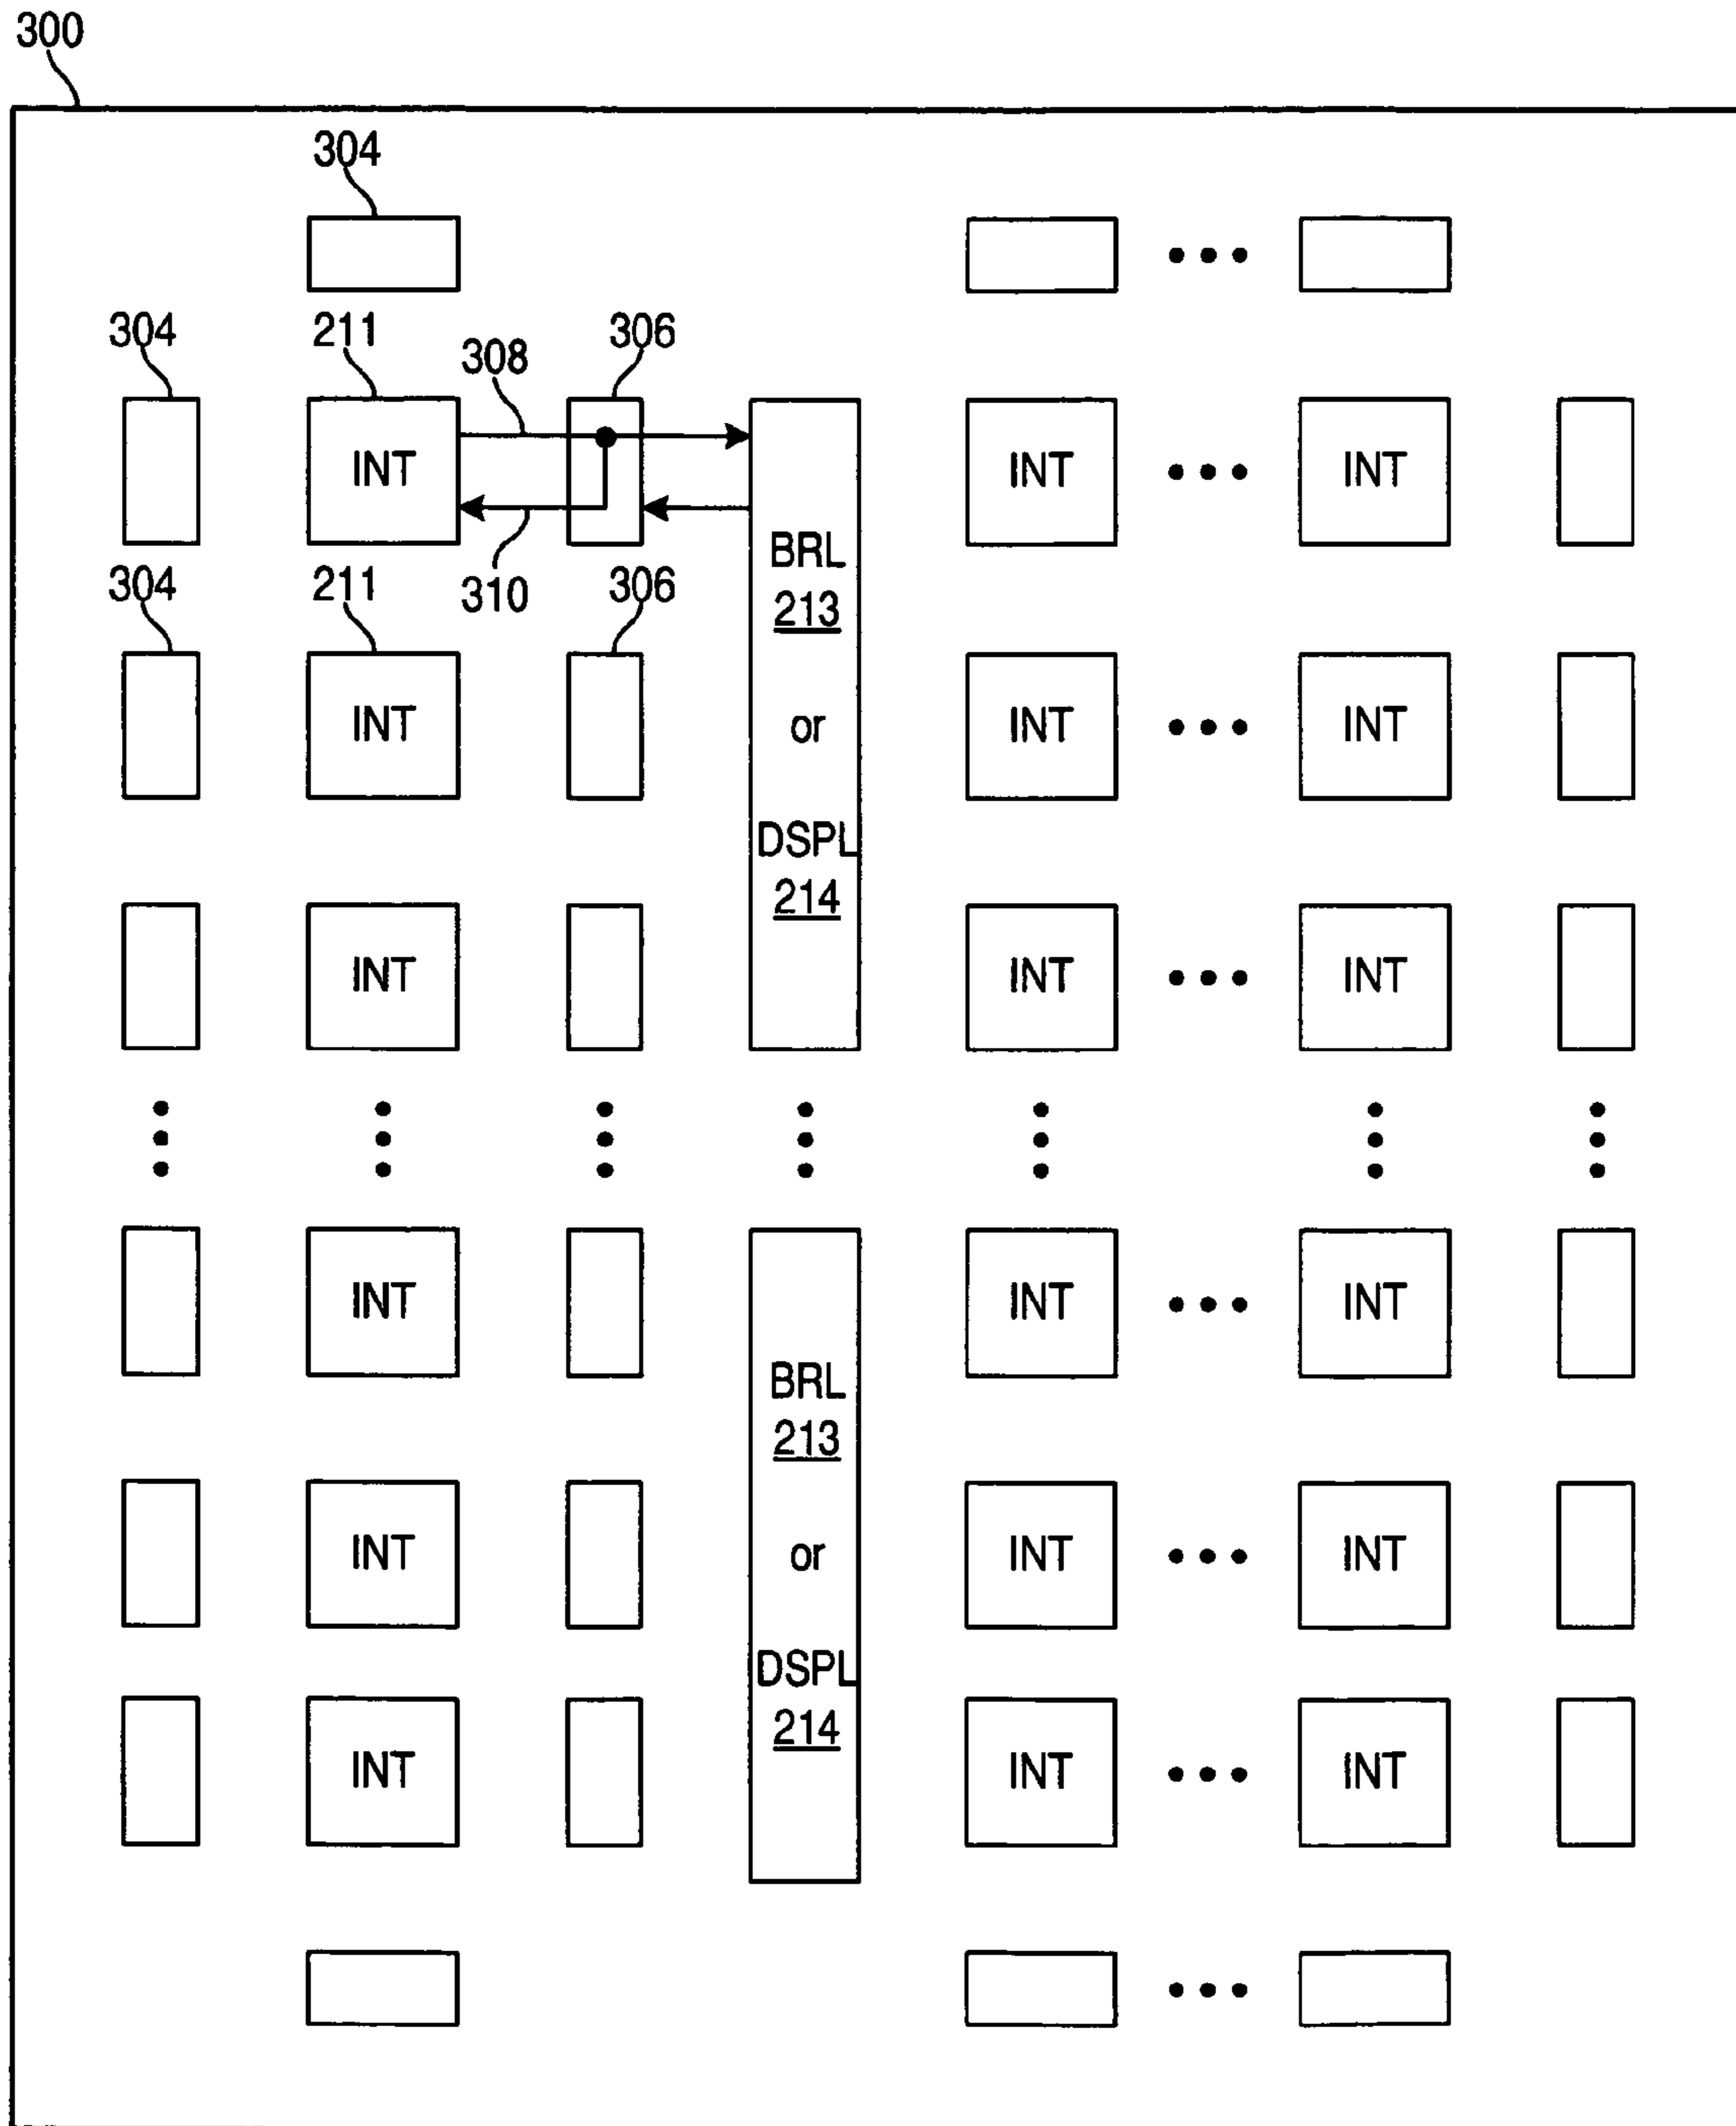 300
304
304
211
308
306
INT
INT
INT
310
BRL
213
or
DSPL
214
304
211
306
INT
INT
INT
INT
INT
INT
INT
INT
INT
BRL
213
or
DSPL
214
INT
INT
INT
INT
INT
INT